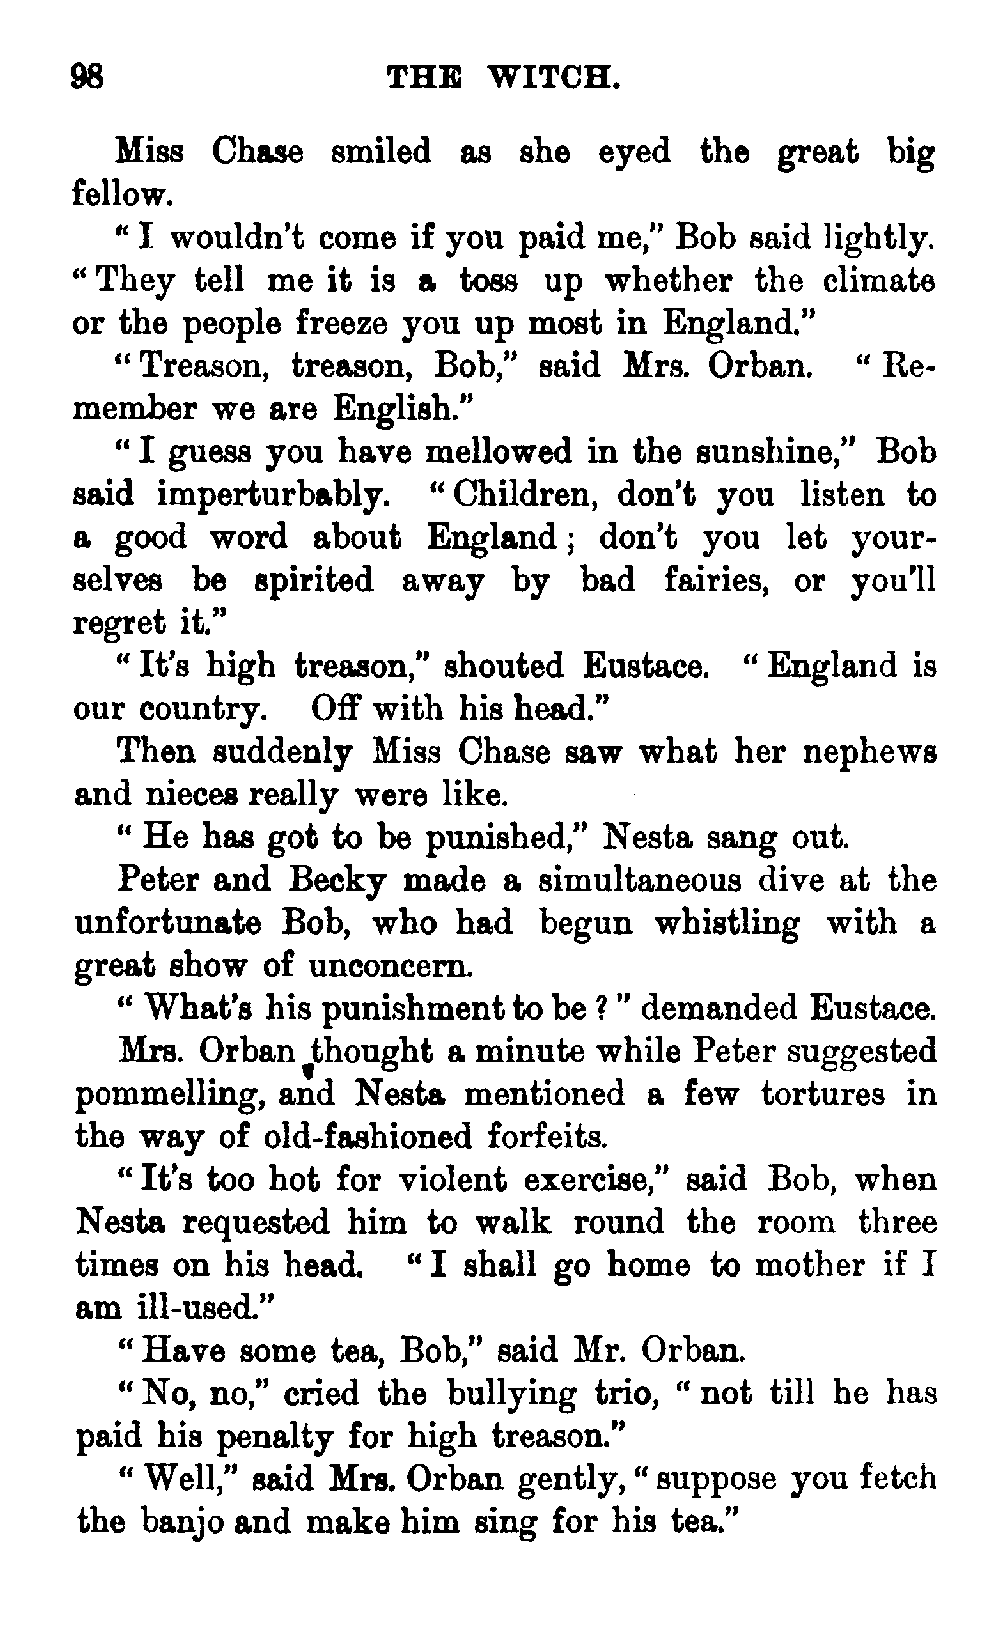 98 THE WITCH.
Miss Chase smiled as she eyed the great big
fellow.
"I wouldn't come if you paid me," Bob said lightly.
"They tell me it is a toss up whether the climate
or the people freeze you up most in England."
"Treason, treason, Bob," said Mrs. Orban. "Re-
member we are English."
"I guess you have mellowed in the sunshine," Bob
said imperturbably. "Children, don't you listen to
a good word about England; don't you let your-
selves be spirited away by bad fairies, or you'll
regret it."
"It's high treason," shouted Eustace. "England is
our country. Off with his head."
Then suddenly Miss Chase saw what her nephews
and nieces really were like.
"He has got to be punished," Nesta sang out.
Peter and Becky made a simultaneous dive at the
unfortunate Bob, who had begun whistling with a
great show of unconcern.
"What's his punishment to be?" demanded Eustace.
Mrs. Orban thought a minute while Peter suggested
pommelling, and Nesta mentioned a few tortures in
the way of old-fashioned forfeits.
"It's too hot for violent exercise," said Bob, when
Nesta requested him to walk round the room three
times on his head. "I shall go home to mother if I
am ill-used."
"Have some tea, Bob," said Mr. Orban.
"No, no," cried the bullying trio, "not till he has
paid his penalty for high treason."
"Well," said Mrs. Orban gently, "suppose you fetch
the banjo and make him sing for his tea."